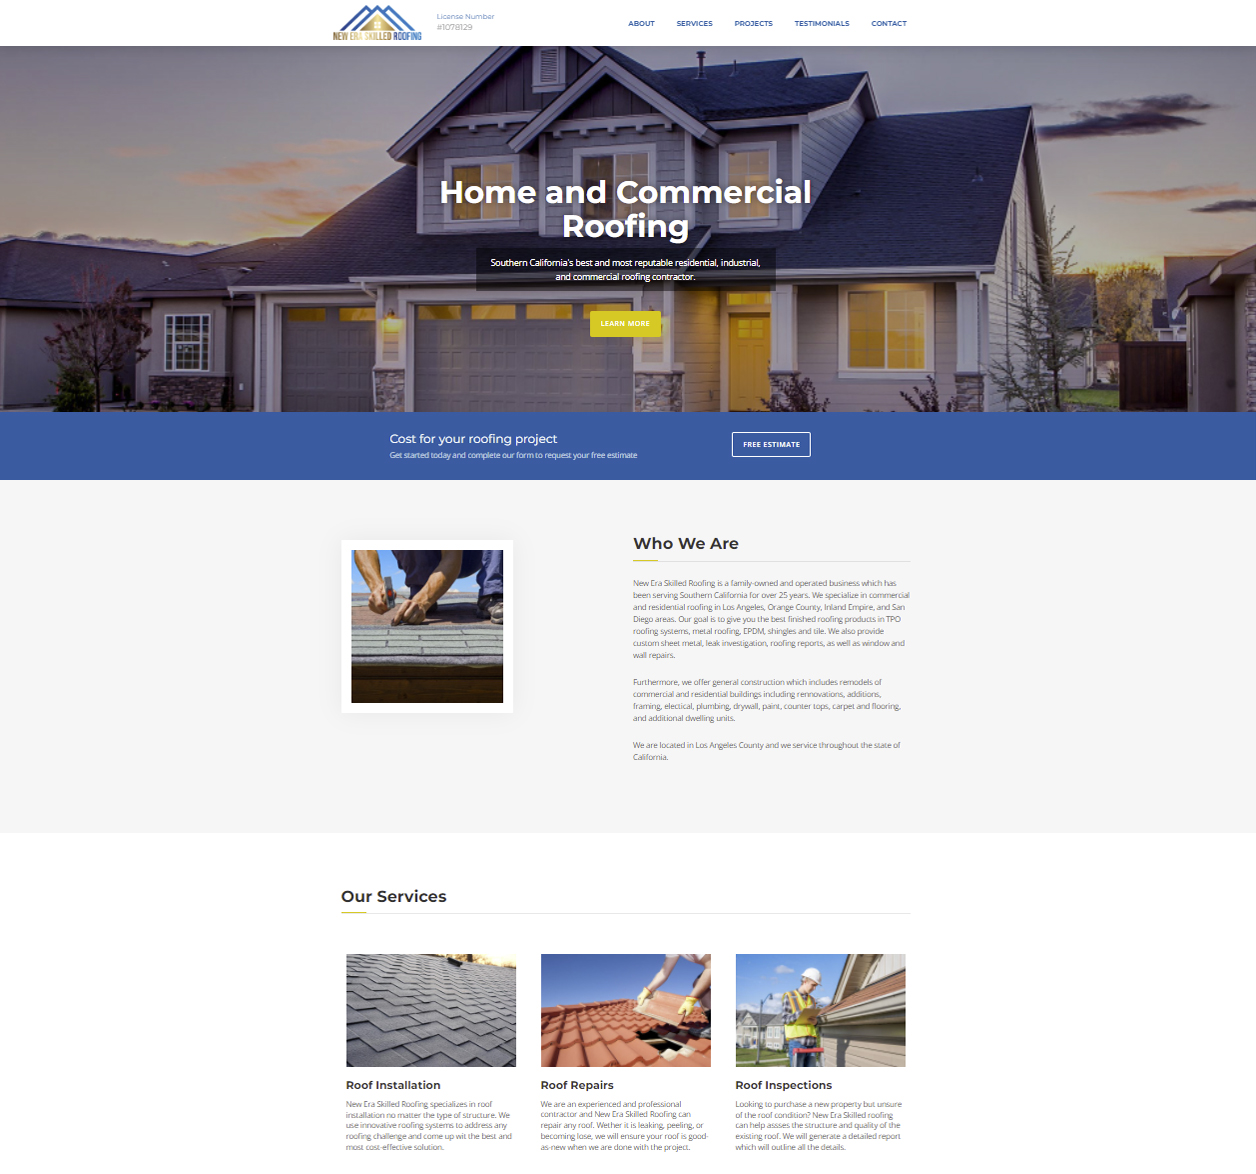 NEW ERA SKILLED ROOFING
License Number
#1078129
ABOUT SERVICES PROJECTS TESTIMONIALS CONTACT
Home and Commercial
Roofing
Southern California's best and most reputable residential, industrial,
and commercial roofing contractor.
LEARN MORE
Cost for your roofing project
Get started today and complete our form to request your free estimate
FREE ESTIMATE
Who We Are
New Era Skilled Roofing is a family-owned and operated business which has
been serving Southern California for over 25 years. We specialize in commercial
and residential roofing in Los Angeles, Orange County, Inland Empire, and San
Diego areas. Our goal is to give you the best finished roofing products in TPO
roofing systems, metal roofing, EPDM, shingles and tile. We also provide
custom sheet metal, leak investigation, roofing reports, as well as window and
wall repairs.
Furthermore, we offer general construction which includes remodels of
commercial and residential buildings including rennovations, additions,
framing, electical, plumbing, drywall, paint, counter tops, carpet and flooring,
and additional dwelling units.
We are located in Los Angeles County and we service throughout the state of
California.
Our Services
Roof Installation
New Era Skilled Roofing specializes in roof
installation no matter the type of structure. We
use innovative roofing systems to address any
roofing challenge and come up wit the best and
most cost-effective solution.
Roof Repairs
We are an experienced and professional
contractor and New Era Skilled Roofing can
repair any roof. Wether it is leaking, peeling, or
becoming lose, we will ensure your roof is good-
as-new when we are done with the project.
Roof Inspections
Looking to purchase a new property but unsure
of the roof condition? New Era Skilled roofing
can help assses the structure and quality of the
existing roof. We will generate a detailed report
which will outline all the details.